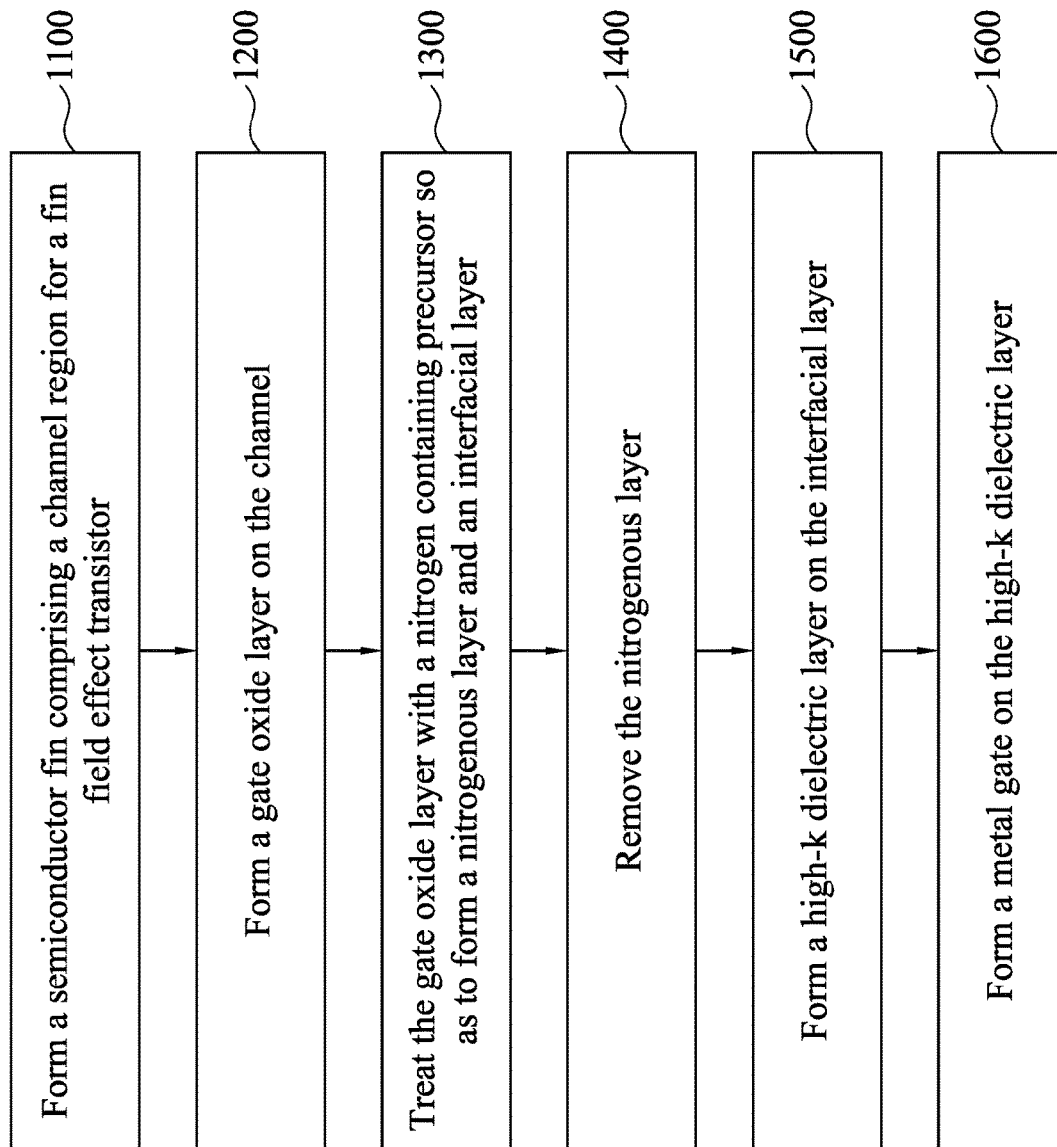 Form a semiconductor fin comprising a channel region for a fin
field effect transistor
1100
Form a gate oxide layer on the channel
1200
Treat the gate oxide layer with a nitrogen containing precursor so
as to form a nitrogenous layer and an interfacial layer
1300
Remove the nitrogenous layer
1400
Form a high-k dielectric layer on the interfacial layer
1500
Form a metal gate on the high-k dielectric layer
1600